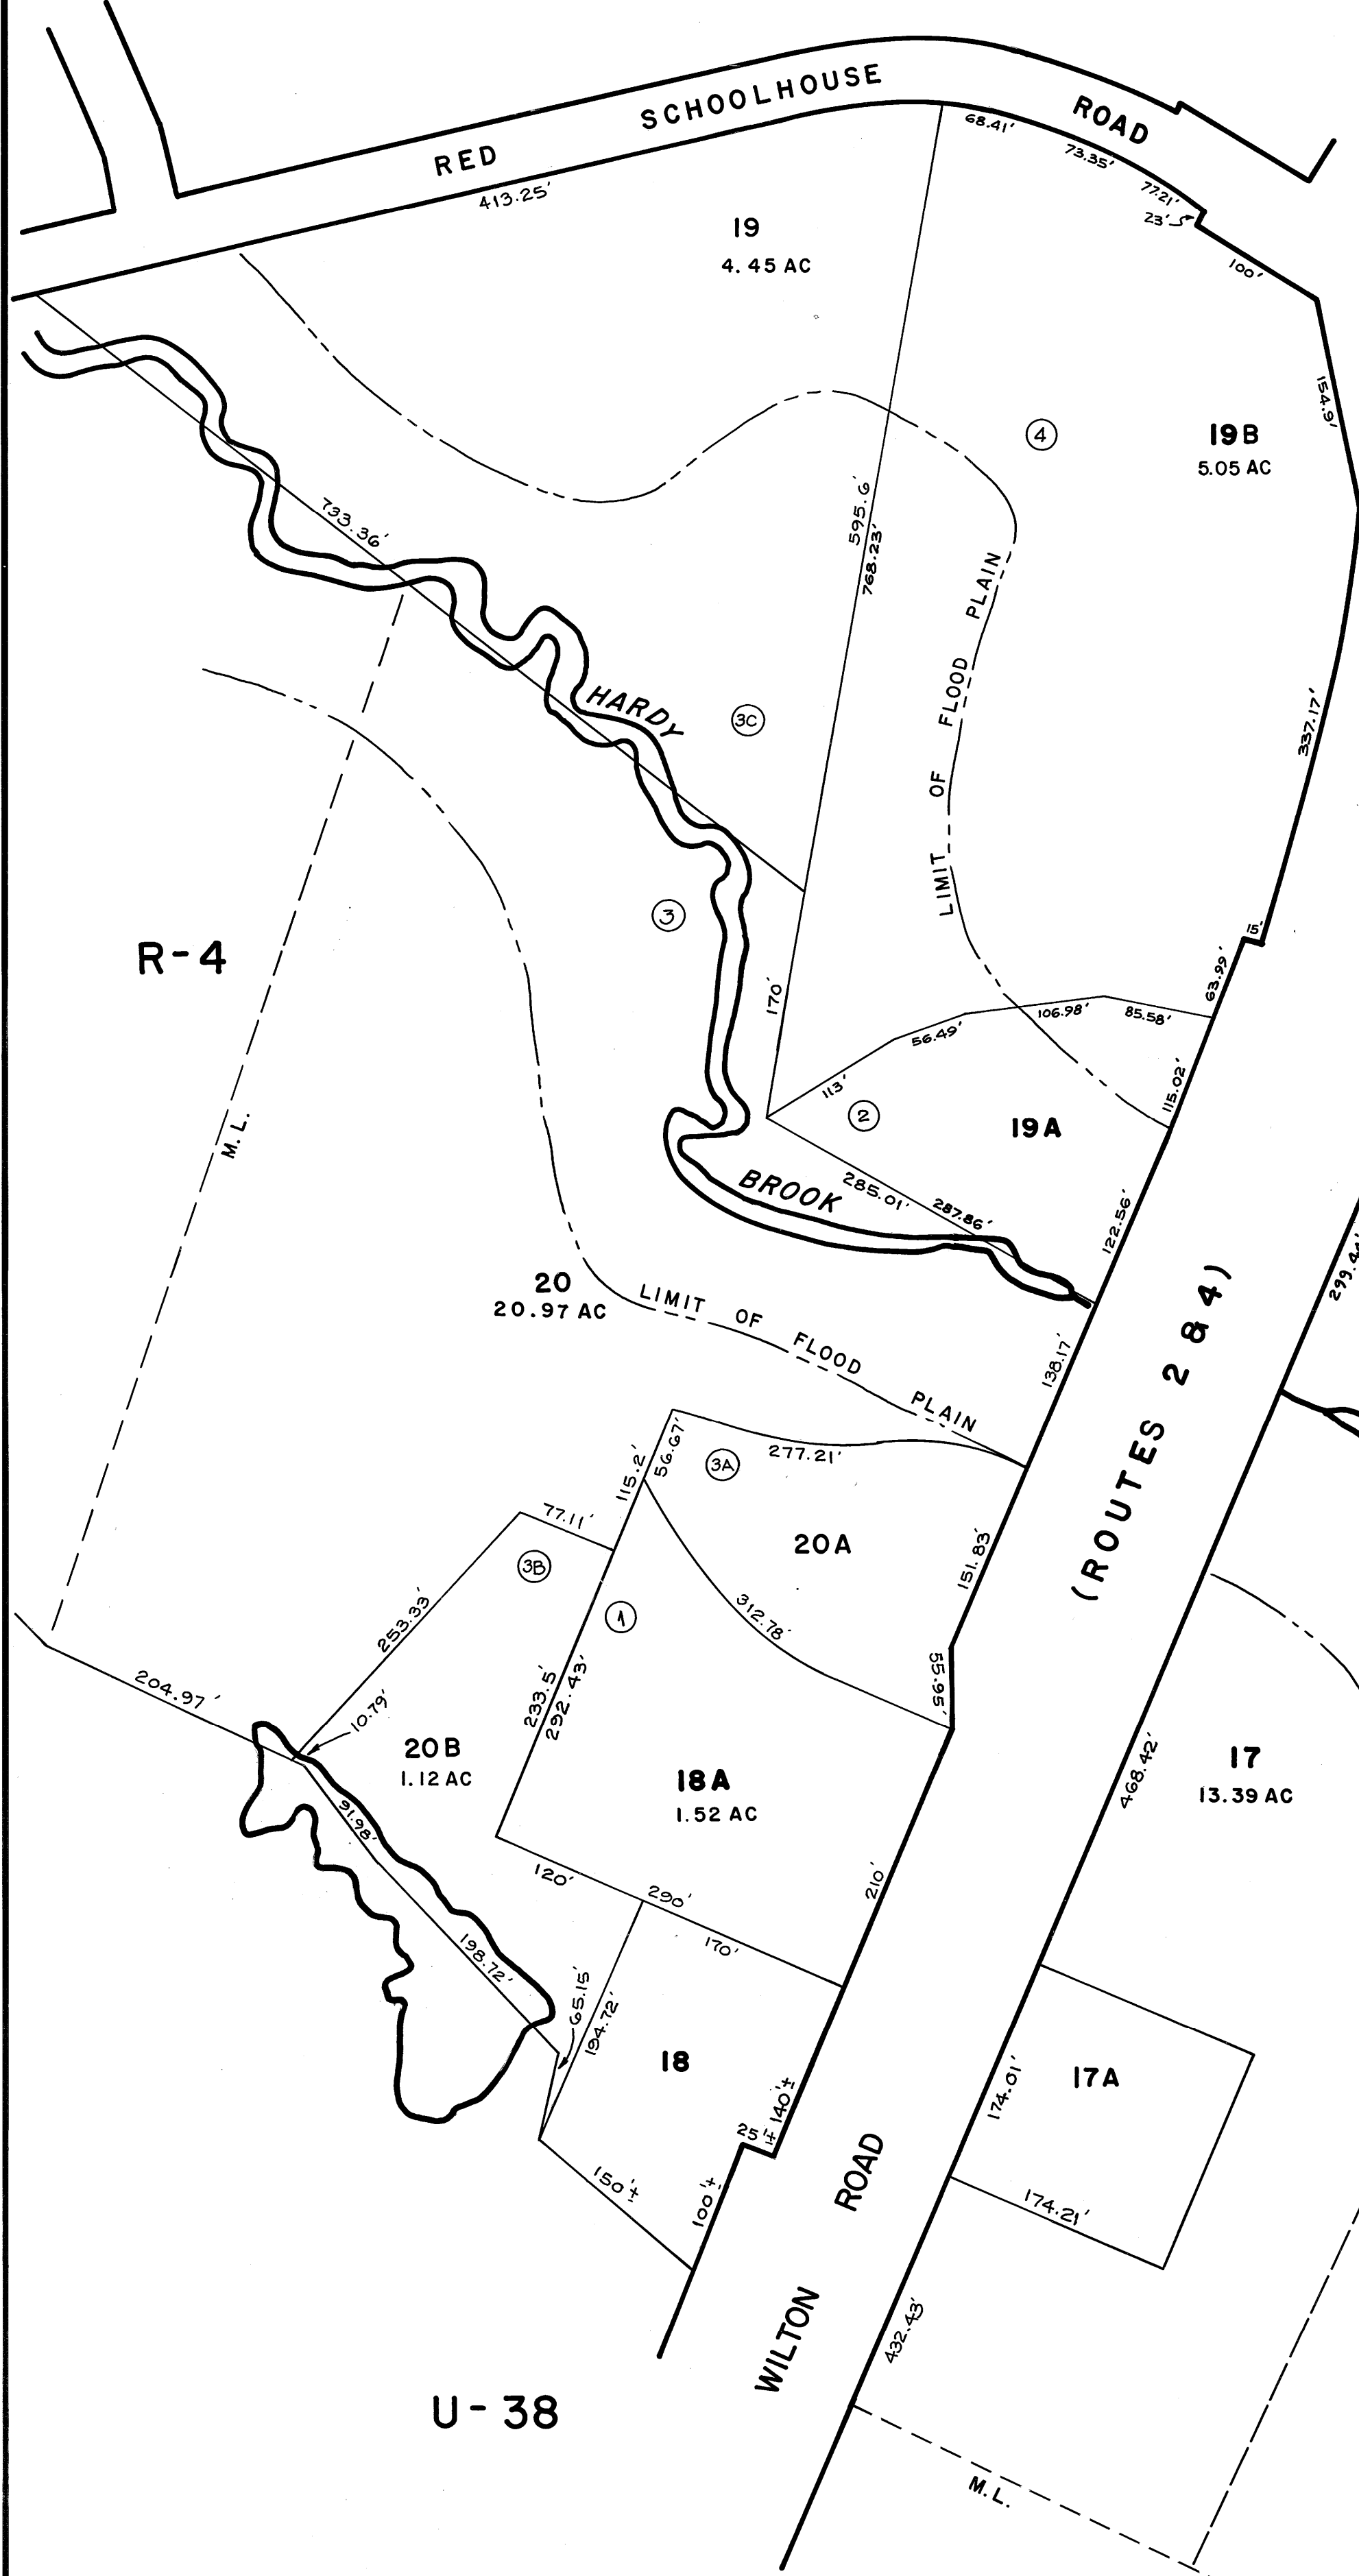 RED SCHOOLHOUSE ROAD
413.25'
68.41'
73.35'
77.21'
23'
100'
19
4.45 AC
154.9'
4
19B
5.05 AC
733.36'
595.6'
768.23'
LIMIT OF FLOOD PLAIN
337.17'
HARDY
3C
3
R-4
15'
63.99'
170'
106.98'
85.58'
56.49'
113'
2
115.02'
19A
M.L.
BROOK
285.01'
287.86'
122.56'
299.44'
20
20.97 AC
LIMIT OF FLOOD PLAIN
138.17'
(ROUTES 2 & 4)
56.67'
115.2'
3A
277.21'
77.11'
20A
151.83'
3B
1
253.33'
312.78'
55.95'
204.97'
10.79'
233.5'
292.43'
20B
1.12 AC
18A
1.52 AC
468.42'
17
13.39 AC
91.98'
120'
290'
170'
210'
198.72'
65.15'
194.72'
18
174.01'
17A
140'±
25'±
150'±
100'±
174.21'
WILTON ROAD
432.43'
U-38
M.L.